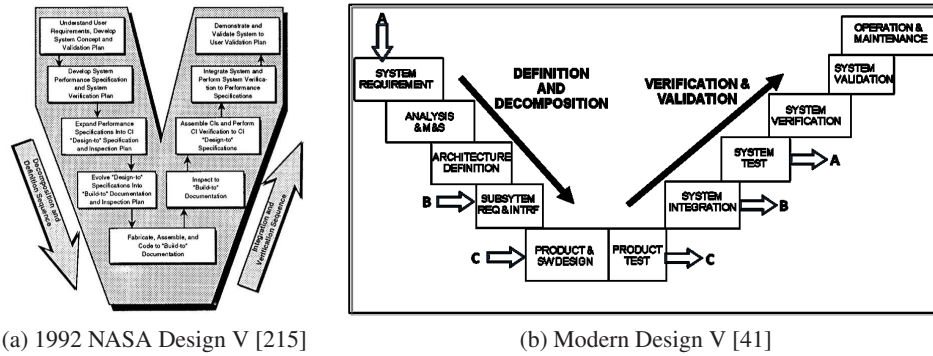 Understand User
Requirements, Develop
System Concept and
Validation Plan
Develop System
Performance Specification
and System
Verification Plan
Expand Performance
Specifications Into CI
"Design-to" Specification
and Inspection Plan
Evolve "Design-to"
Specifications Into
"Build-to" Documentation
and Inspection Plan
Fabricate, Assemble, and
Code to "Build-to"
Documentation
Inspect to
"Build-to"
Documentation
Assemble CIs and Perform
CI Verification to CI
"Design-to"
Specifications
Integrate System and
Perform System Verifica-
tion to Performance
Specifications
Demonstrate and
Validate System to
User Validation Plan
Decomposition and
Definition Sequence
Integration and
Verification Sequence
(a) 1992 NASA Design V [215]
A
SYSTEM
REQUIREMENT
ANALYSIS
& M&S
ARCHITECTURE
DEFINITION
B
SUBSYTEM
REQ & INTRF
C
PRODUCT &
SW DESIGN
DEFINITION
AND
DECOMPOSITION
VERIFICATION &
VALIDATION
PRODUCT
TEST
C
SYSTEM
INTEGRATION
B
SYSTEM
TEST
A
SYSTEM
VERIFICATION
SYSTEM
VALIDATION
OPERATION &
MAINTENANCE
(b) Modern Design V [41]